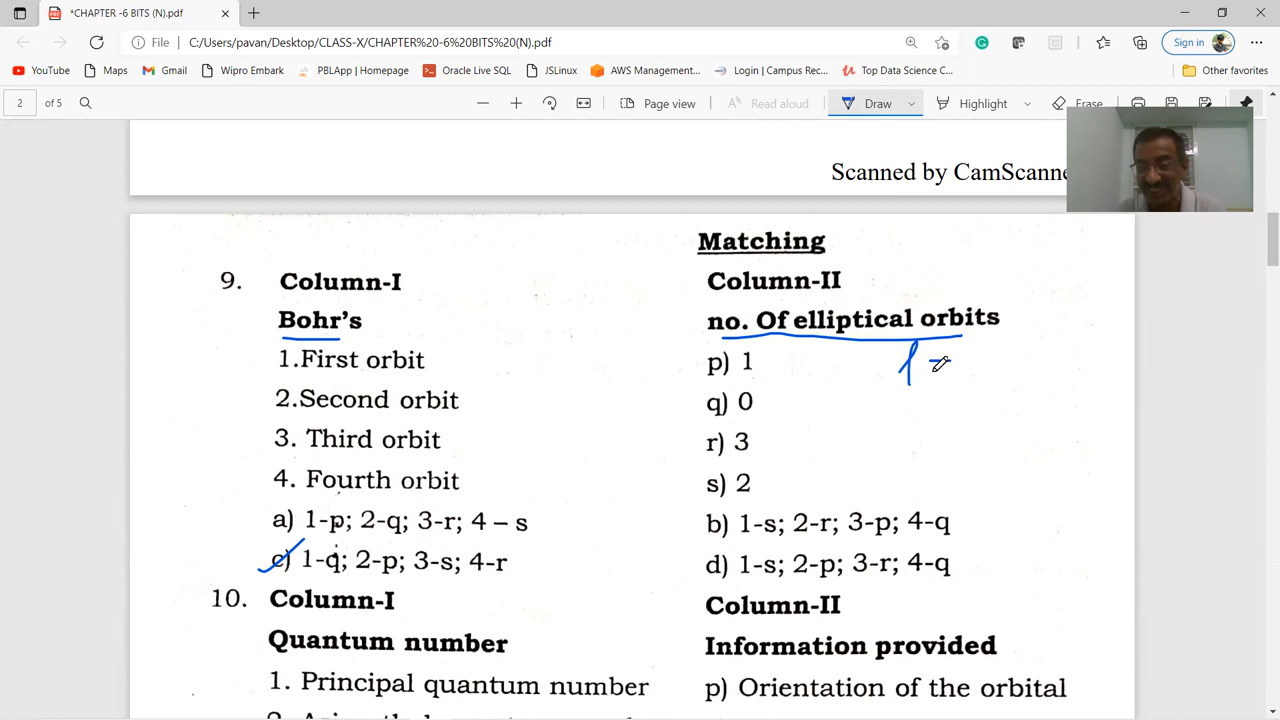 *CHAPTER -6 BITS (N).pdf
File C:/Users/pavan/Desktop/CLASS-X/CHAPTER%20-6%20BITS%20(N).pdf Sign in
YouTube Maps Gmail Wipro Embark PBLApp | Homepage Oracle Live SQL JSLinux AWS Management... Login | Campus Rec... Top Data Science C... Other favorites
2 of 5 Page view Read aloud Draw Highlight Erase
Scanned by CamScanne
Matching
9. Column-I Column-II
Bohr's no. Of elliptical orbits
1.First orbit p) 1 l =
2.Second orbit q) 0
3. Third orbit r) 3
4. Fourth orbit s) 2
a) 1-p; 2-q; 3-r; 4 – s b) 1-s; 2-r; 3-p; 4-q
c) 1-q; 2-p; 3-s; 4-r d) 1-s; 2-p; 3-r; 4-q
10. Column-I Column-II
Quantum number Information provided
1. Principal quantum number p) Orientation of the orbital